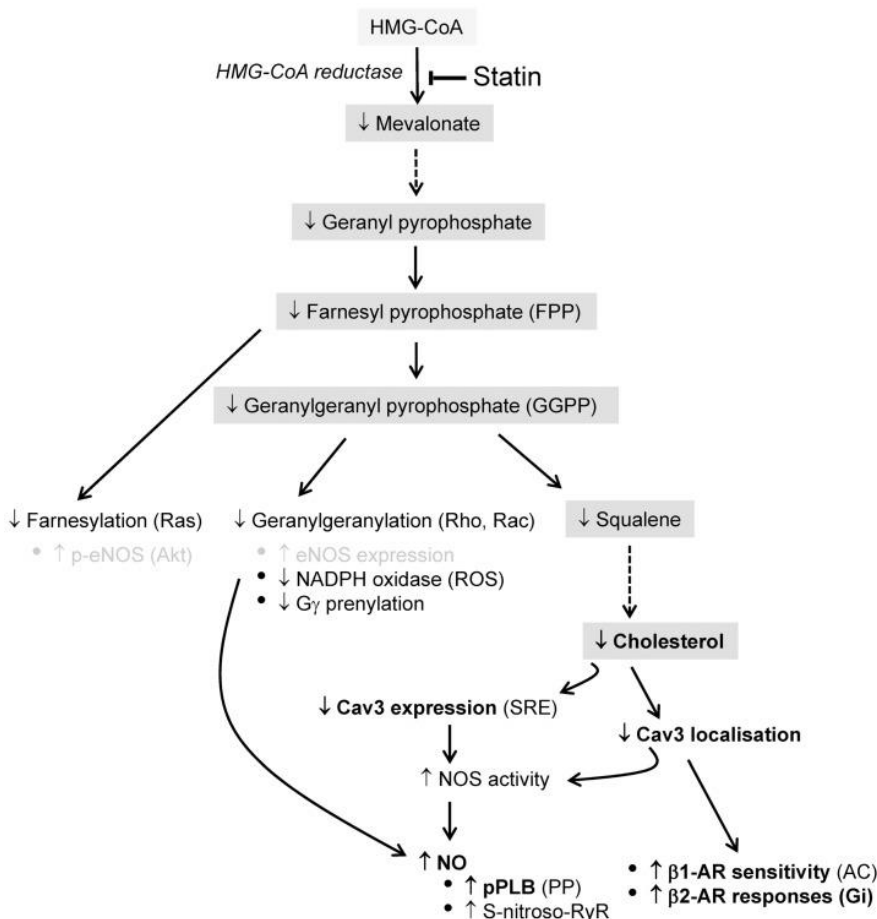 HMG-CoA
HMG-CoA reductase
Statin
↓ Mevalonate
↓ Geranyl pyrophosphate
↓ Farnesyl pyrophosphate (FPP)
↓ Geranylgeranyl pyrophosphate (GGPP)
↓ Farnesylation (Ras)
• ↑ p-eNOS (Akt)
↓ Geranylgeranylation (Rho, Rac)
• ↑ eNOS expression
• ↓ NADPH oxidase (ROS)
• ↓ Gγ prenylation
↓ Squalene
↓ Cholesterol
↓ Cav3 expression (SRE)
↓ Cav3 localisation
↑ NOS activity
↑ NO
• ↑ pPLB (PP)
• ↑ S-nitroso-RyR
• ↑ β1-AR sensitivity (AC)
• ↑ β2-AR responses (Gi)